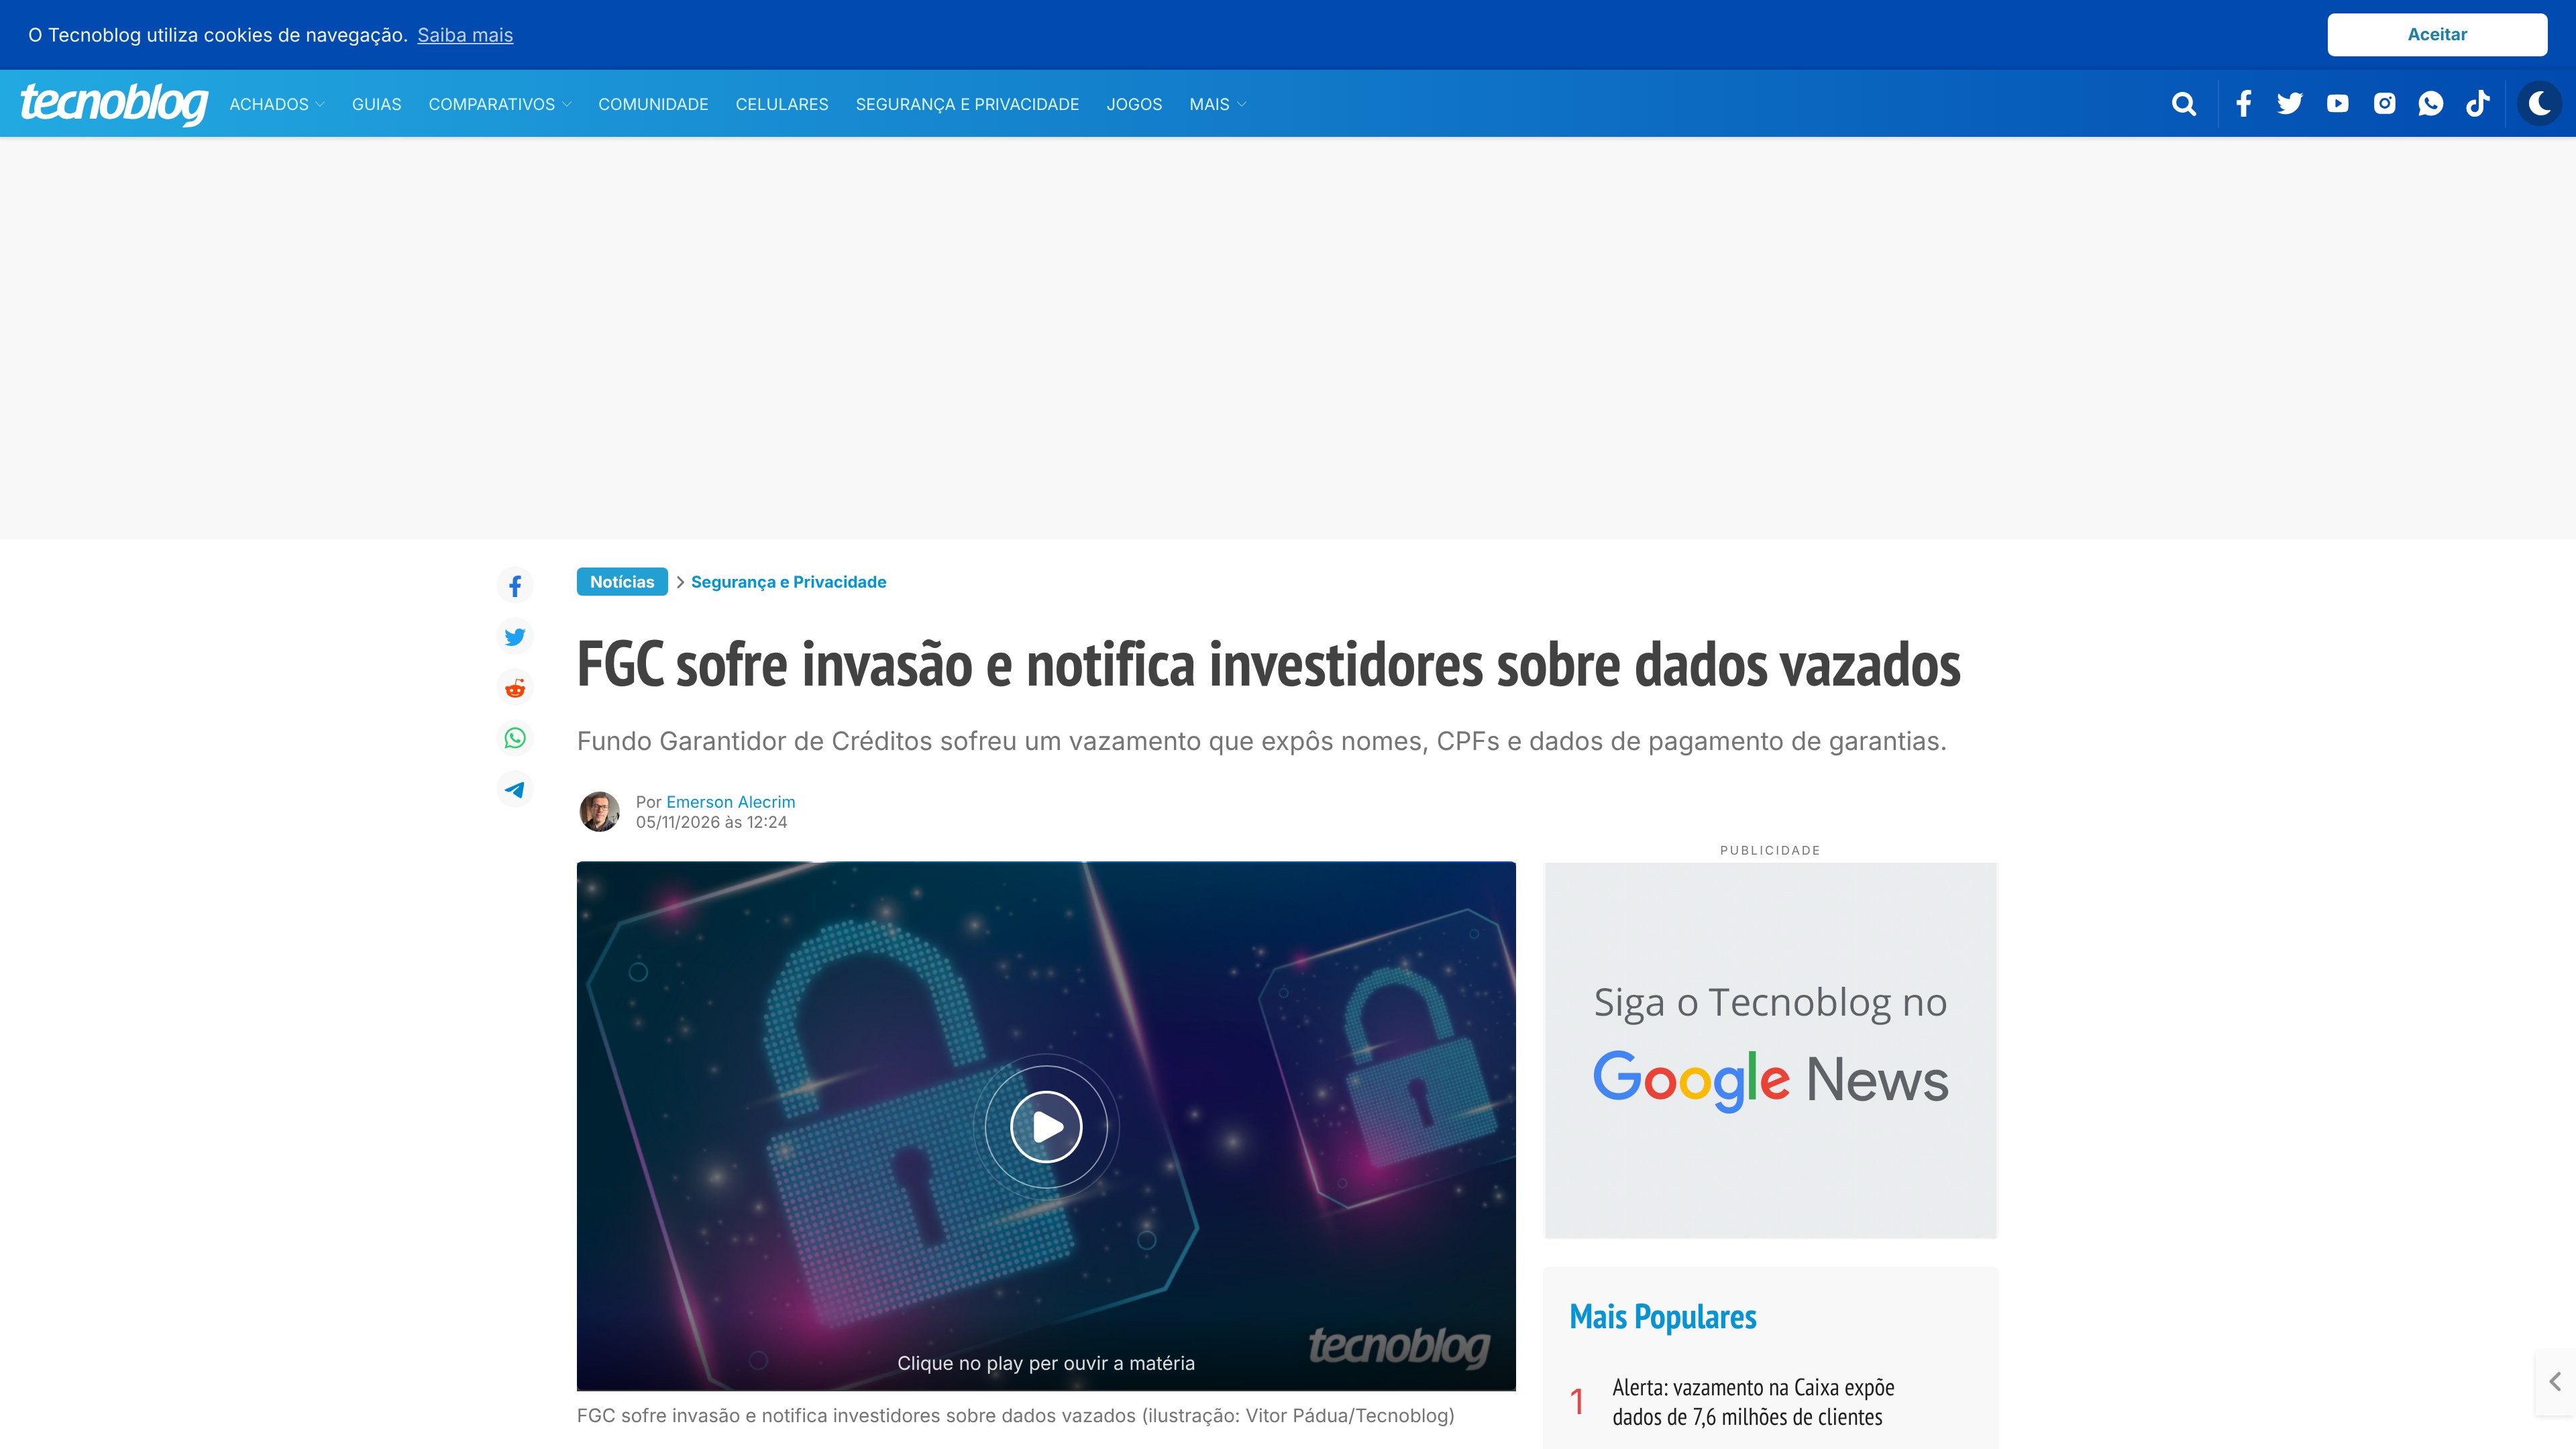 O Tecnoblog utiliza cookies de navegação. Saiba mais
Aceitar
tecnoblog
ACHADOS
GUIAS
COMPARATIVOS
COMUNIDADE
CELULARES
SEGURANÇA E PRIVACIDADE
JOGOS
MAIS
Notícias
Segurança e Privacidade
FGC sofre invasão e notifica investidores sobre dados vazados
Fundo Garantidor de Créditos sofreu um vazamento que expôs nomes, CPFs e dados de pagamento de garantias.
Por Emerson Alecrim
05/11/2026 às 12:24
tecnoblog
Clique no play per ouvir a matéria
FGC sofre invasão e notifica investidores sobre dados vazados (ilustração: Vitor Pádua/Tecnoblog)
PUBLICIDADE
Siga o Tecnoblog no
Google News
Mais Populares
1
Alerta: vazamento na Caixa expõe
dados de 7,6 milhões de clientes